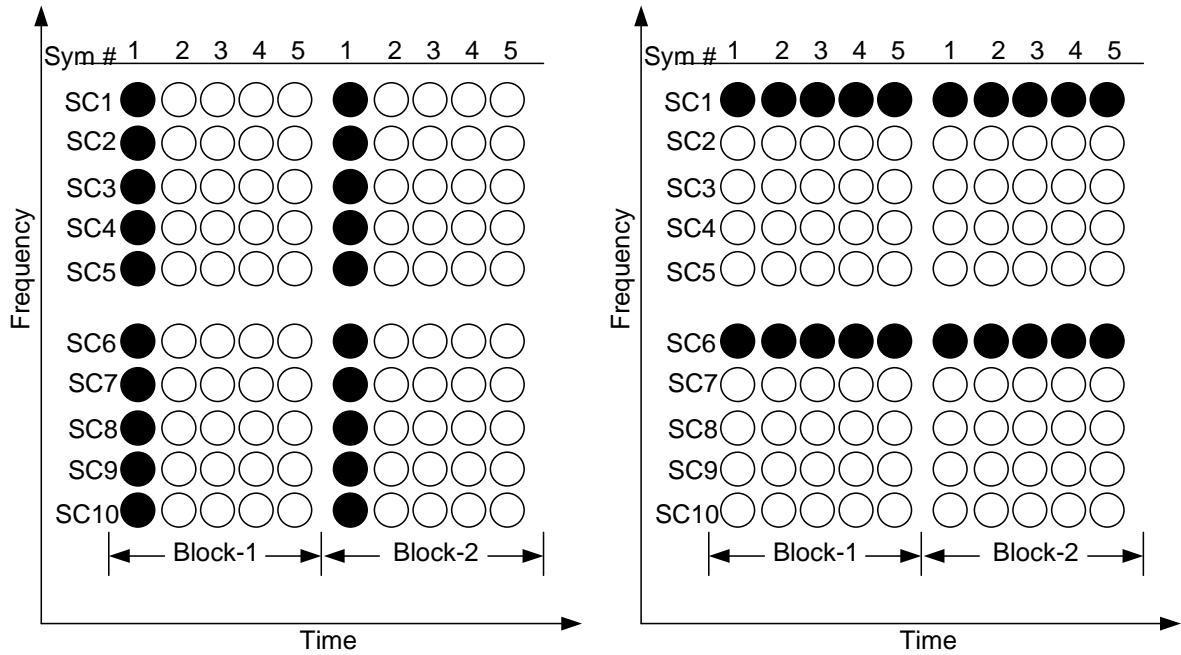 Sym # 1 2 3 4 5 1 2 3 4 5
SC1
SC2
SC3
SC4
SC5
SC6
SC7
SC8
SC9
SC10
Block-1 Block-2
Frequency
Time
Sym # 1 2 3 4 5 1 2 3 4 5
SC1
SC2
SC3
SC4
SC5
SC6
SC7
SC8
SC9
SC10
Block-1 Block-2
Frequency
Time